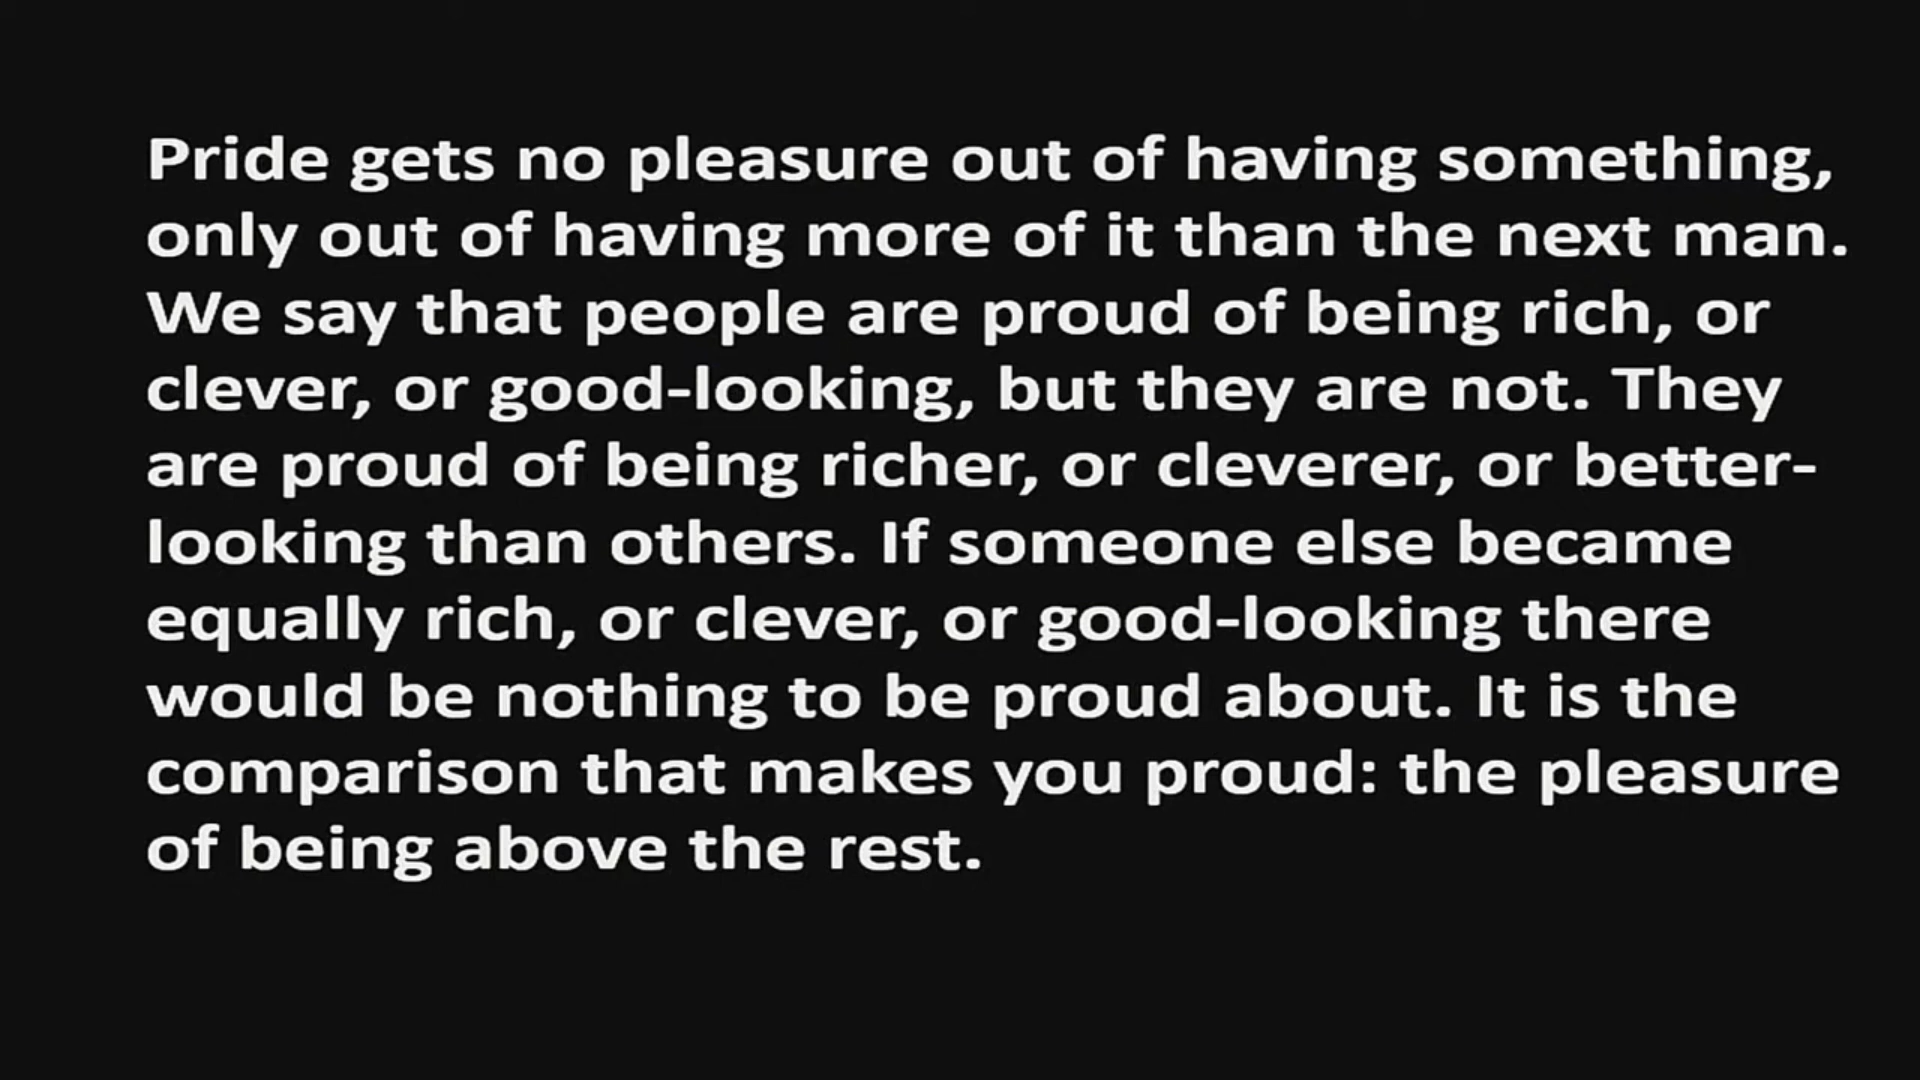 Pride gets no pleasure out of having something,
only out of having more of it than the next man.
We say that people are proud of being rich, or
clever, or good-looking, but they are not. They
are proud of being richer, or cleverer, or better-
looking than others. If someone else became
equally rich, or clever, or good-looking there
would be nothing to be proud about. It is the
comparison that makes you proud: the pleasure
of being above the rest.